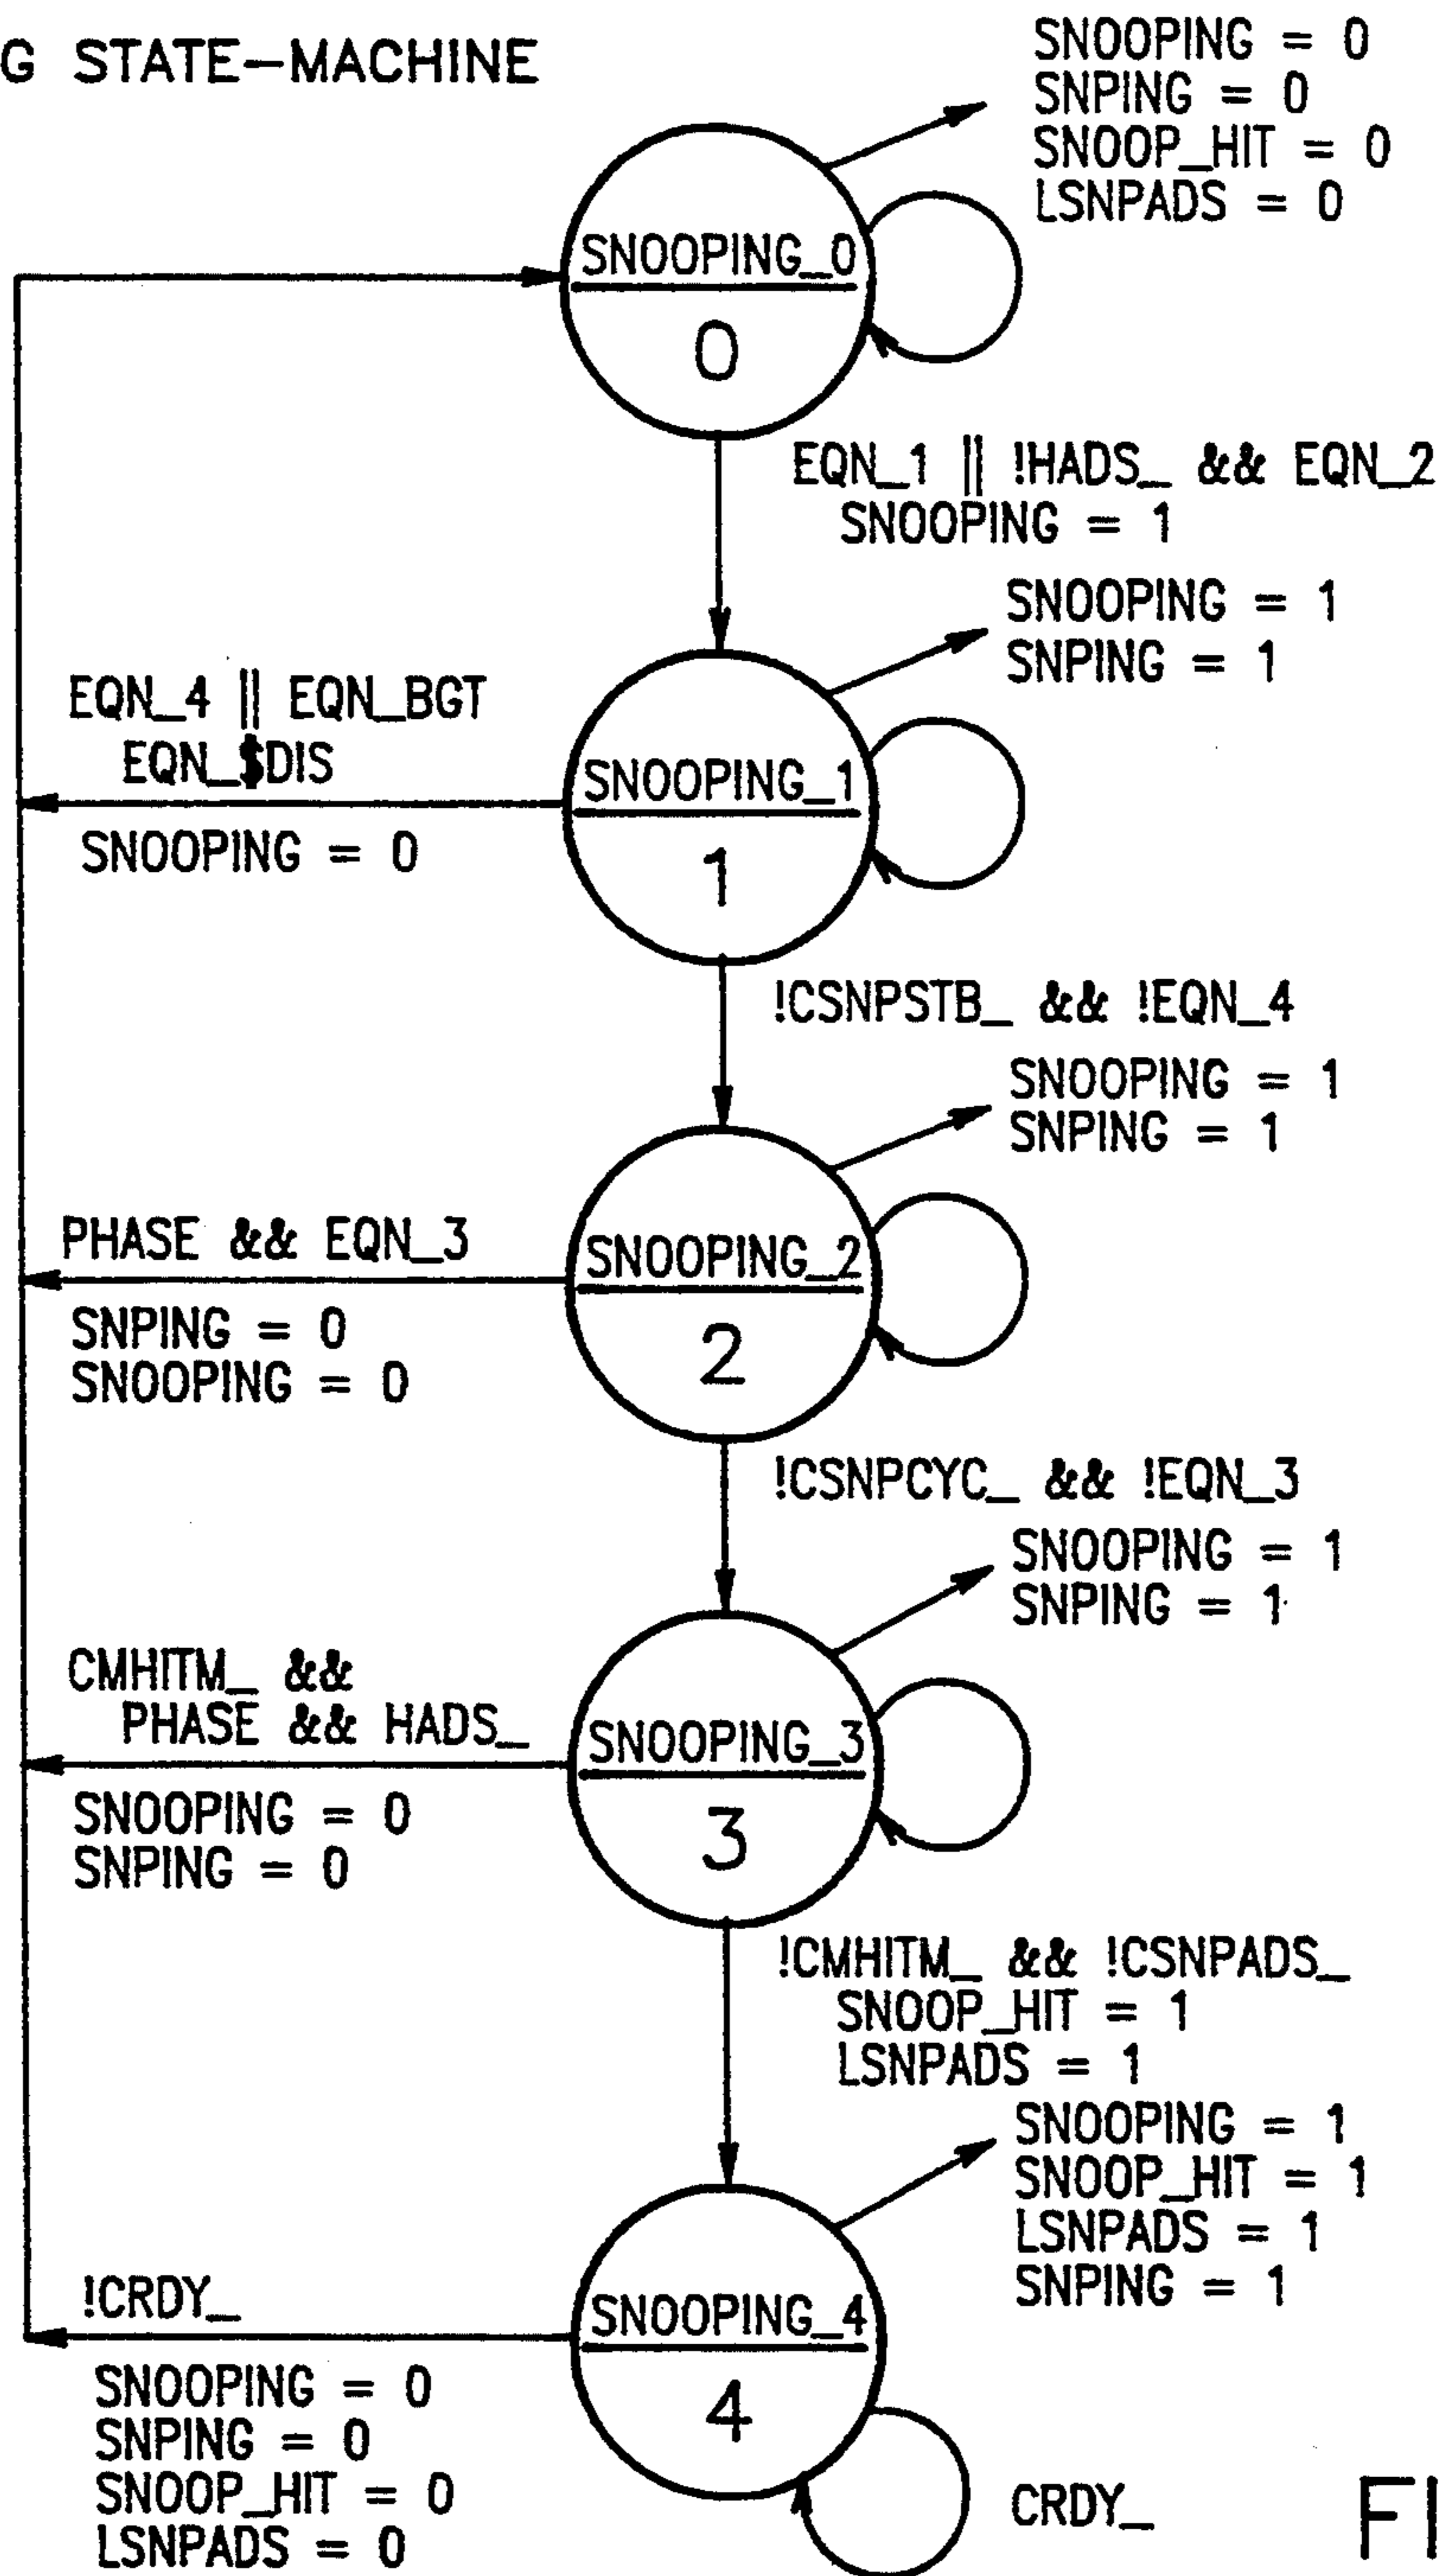 G STATE-MACHINE
SNOOPING = 0
SNPING = 0
SNOOP_HIT = 0
LSNPADS = 0
SNOOPING_0
0
EQN_1 || !HADS_ && EQN_2
SNOOPING = 1
SNOOPING = 1
SNPING = 1
EQN_4 || EQN_BGT
EQN_$DIS
SNOOPING = 0
SNOOPING_1
1
!CSNPSTB_ && !EQN_4
SNOOPING = 1
SNPING = 1
PHASE && EQN_3
SNPING = 0
SNOOPING = 0
SNOOPING_2
2
!CSNPCYC_ && !EQN_3
SNOOPING = 1
SNPING = 1
CMHITM_ &&
PHASE && HADS_
SNOOPING = 0
SNPING = 0
SNOOPING_3
3
!CMHITM_ && !CSNPADS_
SNOOP_HIT = 1
LSNPADS = 1
SNOOPING = 1
SNOOP_HIT = 1
LSNPADS = 1
SNPING = 1
!CRDY_
SNOOPING = 0
SNPING = 0
SNOOP_HIT = 0
LSNPADS = 0
SNOOPING_4
4
CRDY_
FI